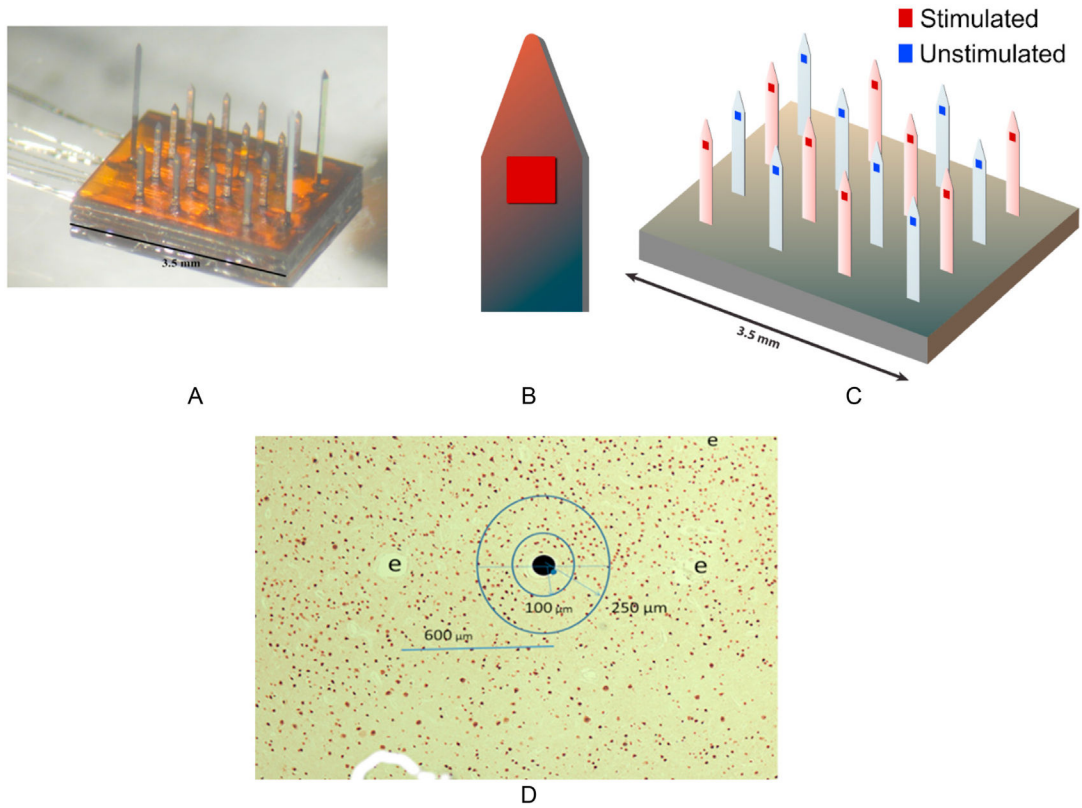 Stimulated
Unstimulated
3.5 mm
3.5 mm
A
B
C
e
e
e
100 μm
250 μm
600 μm
D